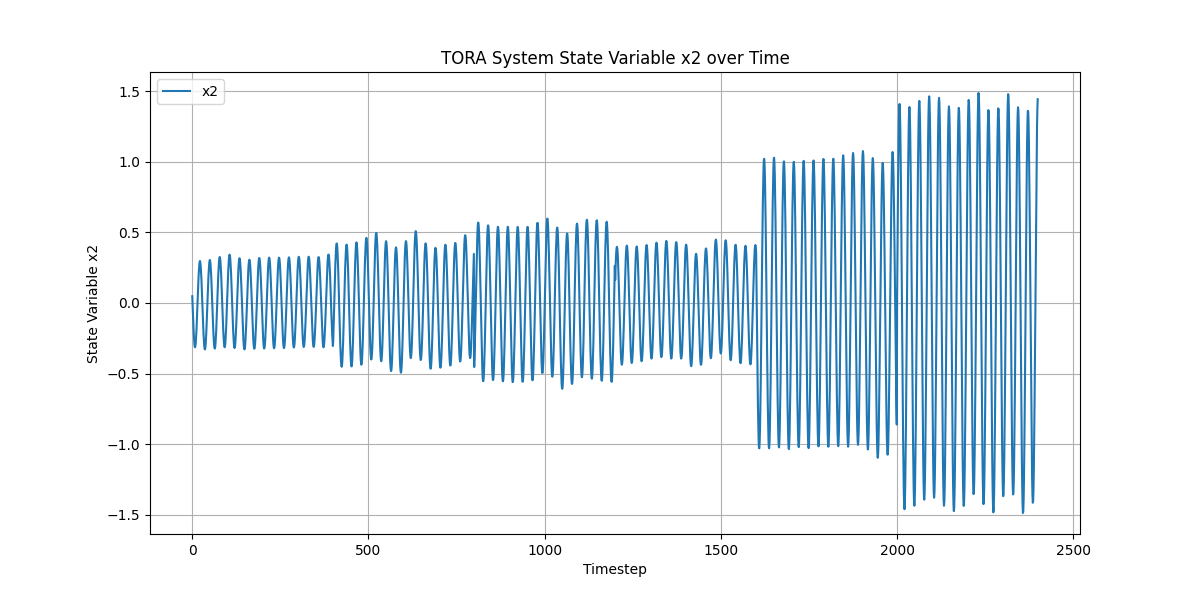 TORA System State Variable x2 over Time
x2
1.5
1.0
0.5
0.0
−0.5
−1.0
−1.5
State Variable x2
0 500 1000 1500 2000 2500
Timestep